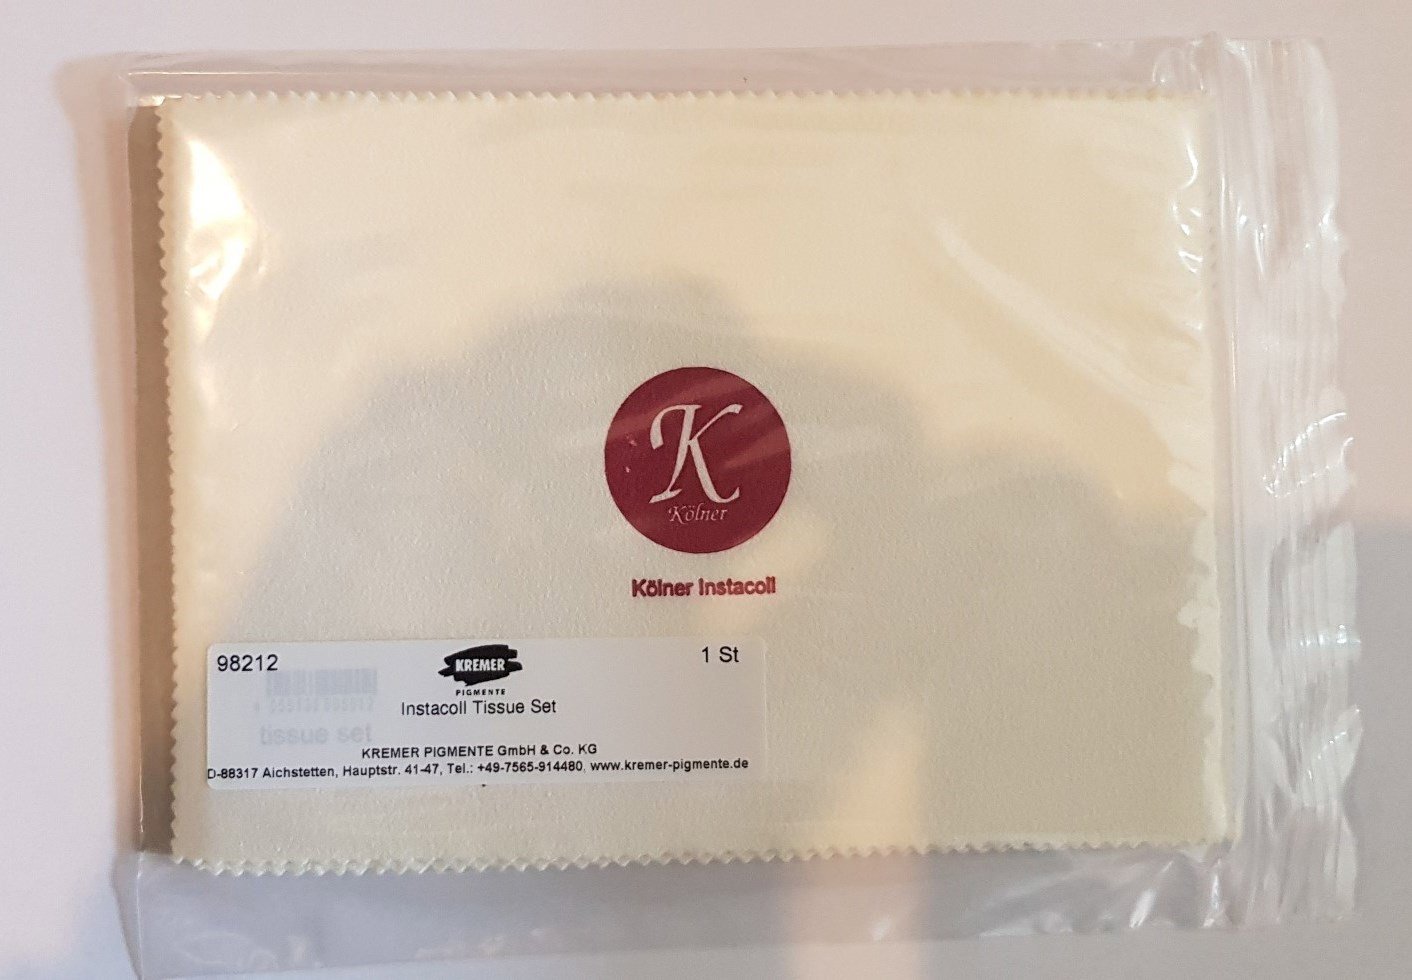 K
Kölner
Kölner Instacoll
98212
1 St
KREMER
PIGMENTE
Instacoll Tissue Set
tissue set
KREMER PIGMENTE GmbH & Co. KG
D-88317 Aichstetten, Hauptstr. 41-47, Tel.: +49-7565-914480, www.kremer-pigmente.de